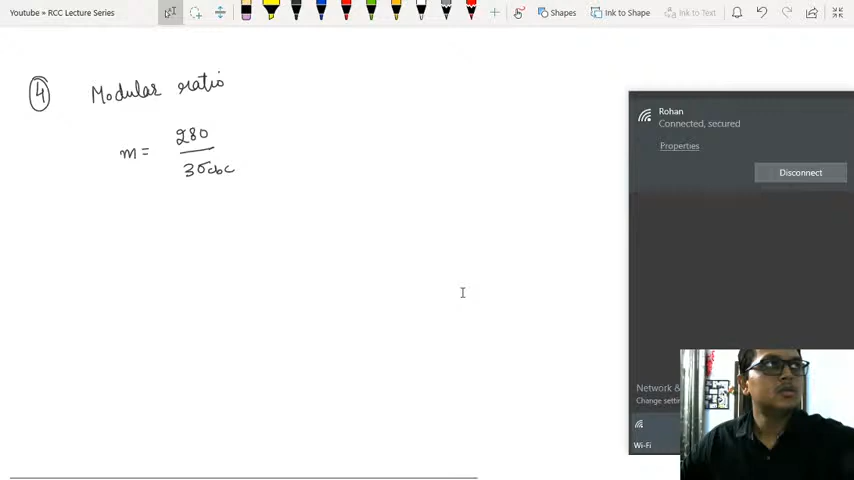 Youtube » RCC Lecture Series
Shapes
Ink to Shape
Ink to Text
4 Modular ratio
m = 280
3σcbc
Rohan
Connected, secured
Properties
Disconnect
Network &
Change setti
Wi-Fi